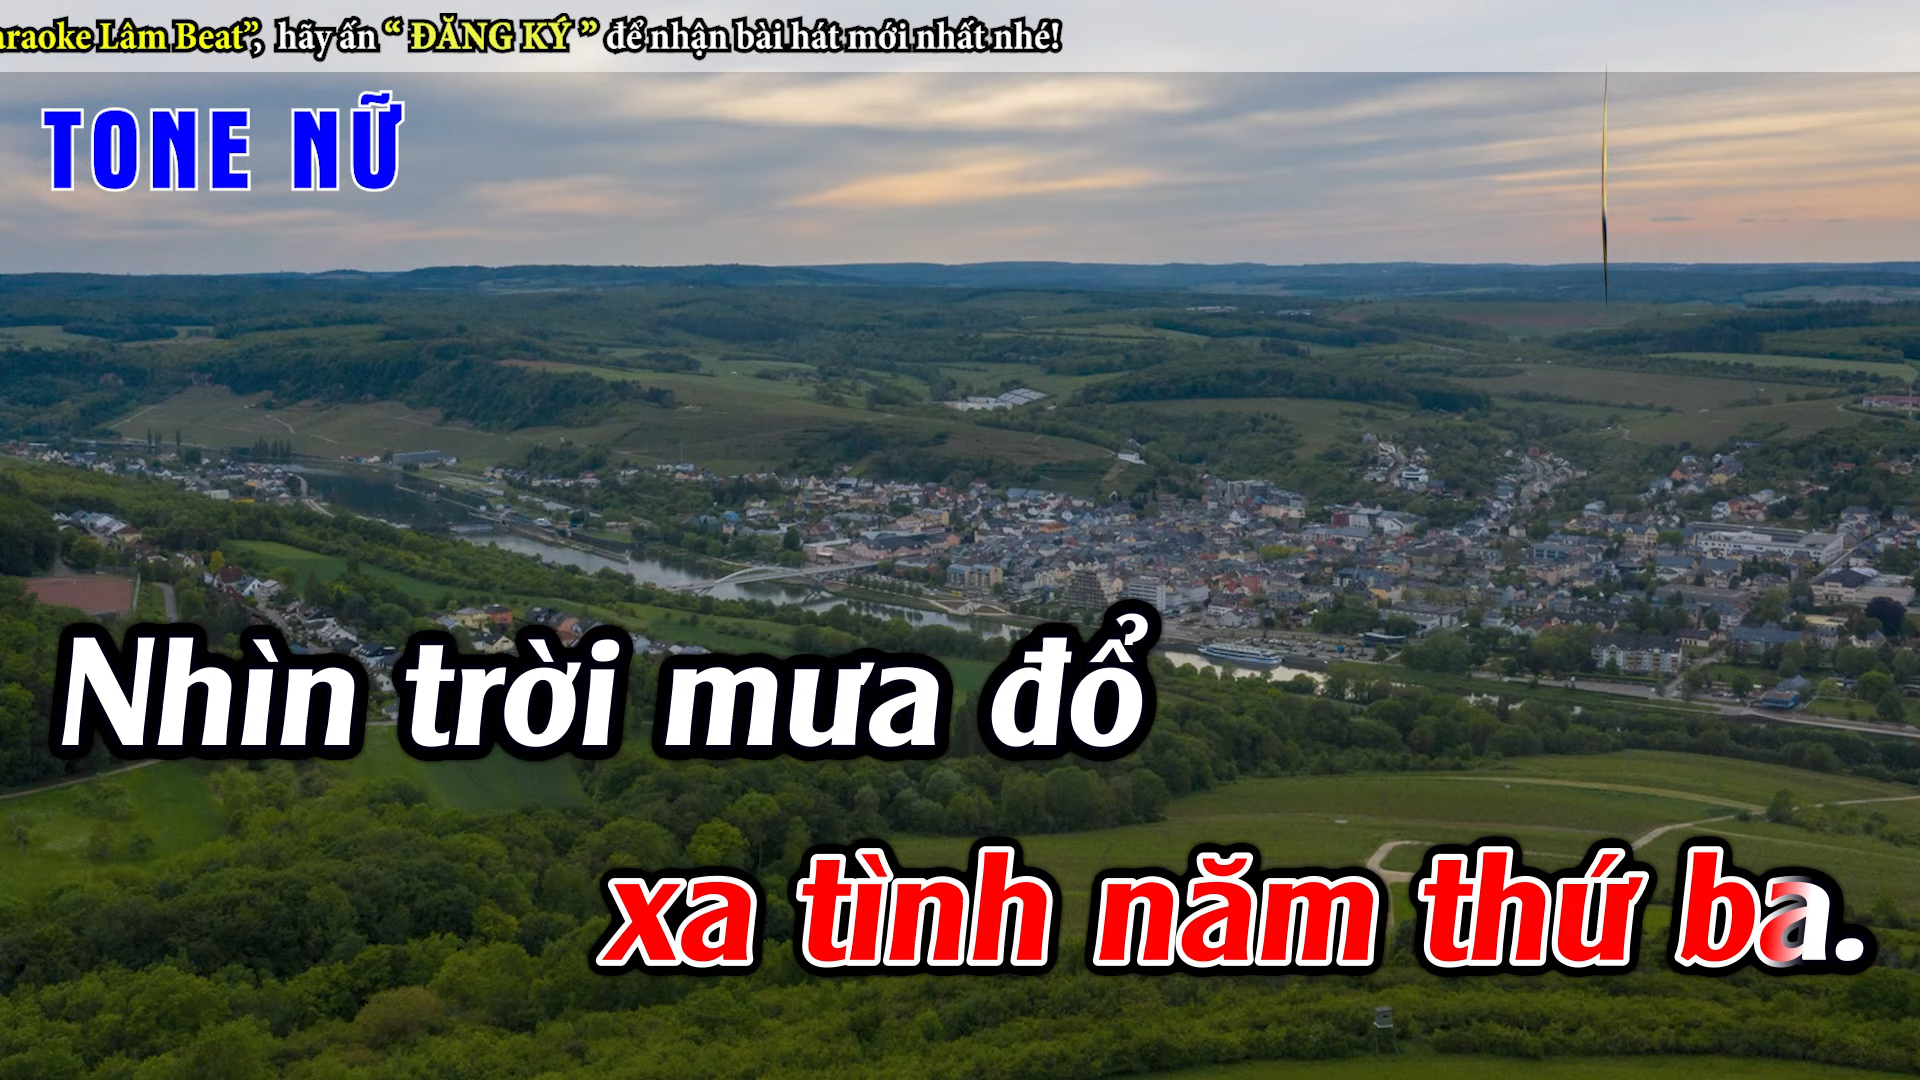 Lâm Beat”, hãy ấn “ ĐĂNG KÝ ” để nhận bài hát mới nhất nhé!
TONE NỮ
Nhìn trời mưa đổ
xa tình năm thứ ba.